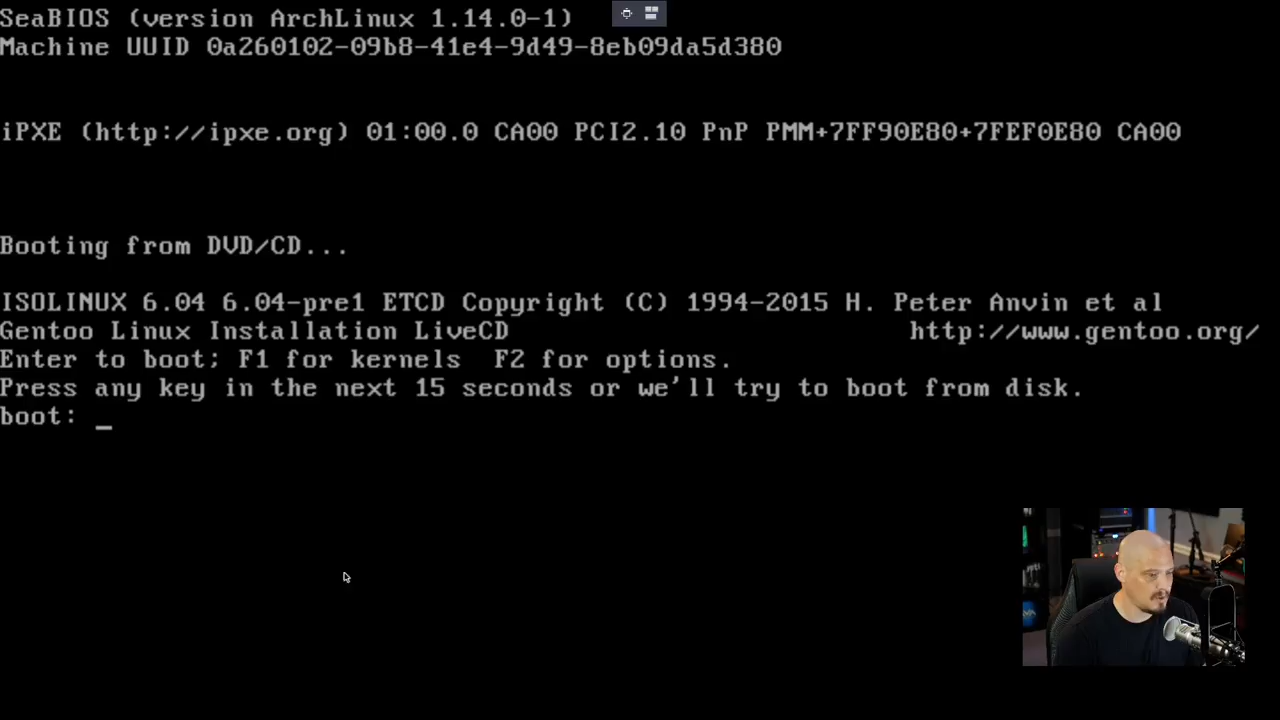 SeaBIOS (version ArchLinux 1.14.0-1)
Machine UUID 0a260102-09b8-41e4-9d49-8eb09da5d380
iPXE (http://ipxe.org) 01:00.0 CA00 PCI2.10 PnP PMM+7FF90E80+7FEF0E80 CA00
Booting from DVD/CD...
ISOLINUX 6.04 6.04-pre1 ETCD Copyright (C) 1994-2015 H. Peter Anvin et al
Gentoo Linux Installation LiveCD http://www.gentoo.org/
Enter to boot; F1 for kernels  F2 for options.
Press any key in the next 15 seconds or we'll try to boot from disk.
boot: _